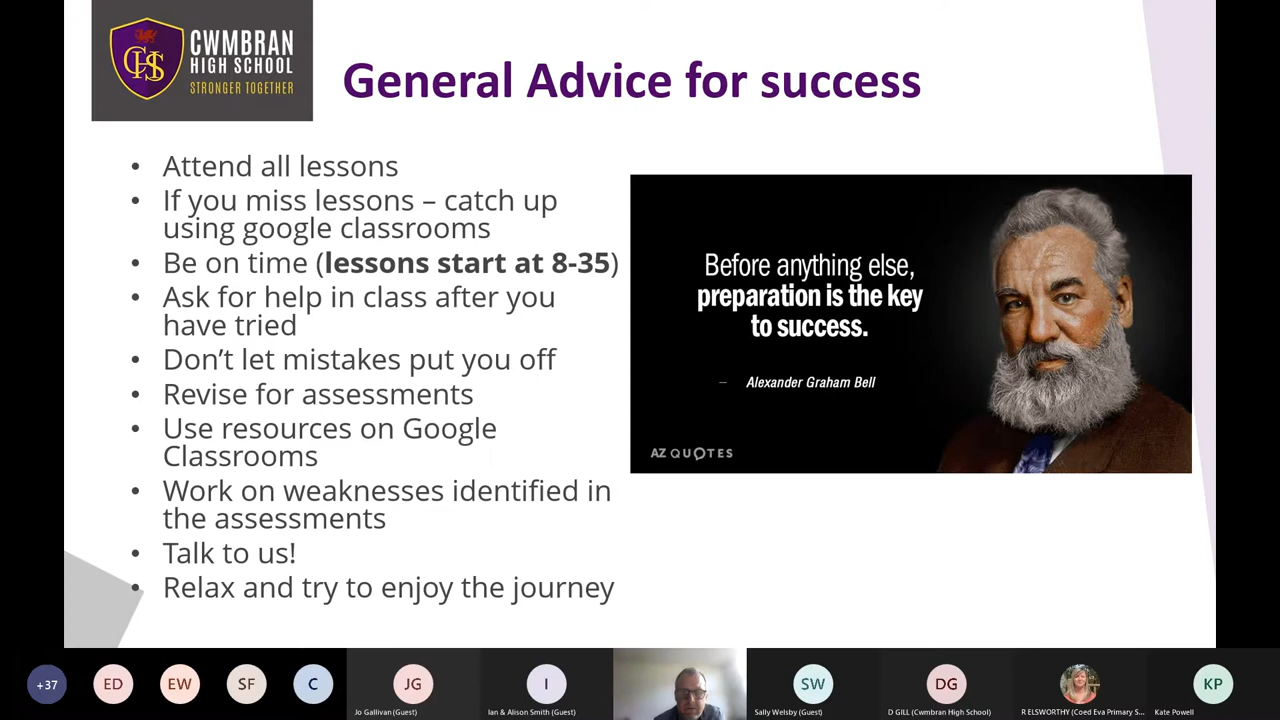 CWMBRAN
HIGH SCHOOL
STRONGER TOGETHER
General Advice for success
• Attend all lessons
• If you miss lessons – catch up
using google classrooms
• Be on time (lessons start at 8-35)
• Ask for help in class after you
have tried
• Don’t let mistakes put you off
• Revise for assessments
• Use resources on Google
Classrooms
• Work on weaknesses identified in
the assessments
• Talk to us!
• Relax and try to enjoy the journey
Before anything else,
preparation is the key
to success.
– Alexander Graham Bell
AZ QUOTES
+37
ED
EW
SF
C
JG
Jo Gallivan (Guest)
I
Ian & Alison Smith (Guest)
SW
Sally Welsby (Guest)
DG
D GILL (Cwmbran High School)
R ELSWORTHY (Coed Eva Primary S...
KP
Kate Powell